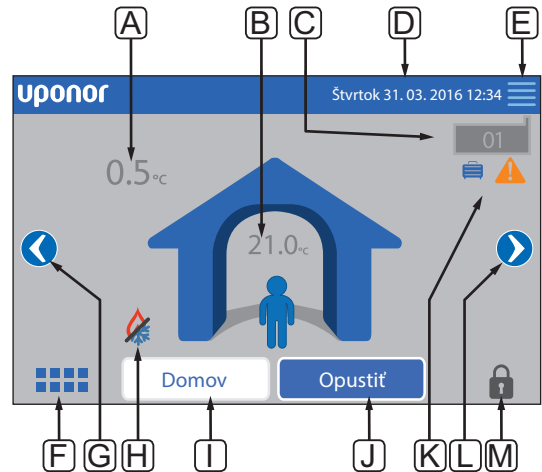 A B C D E
uponor Štvrtok 31. 03. 2016 12:34
01
0.5°C
21.0°C
Domov Opustiť
F G H I J K L M